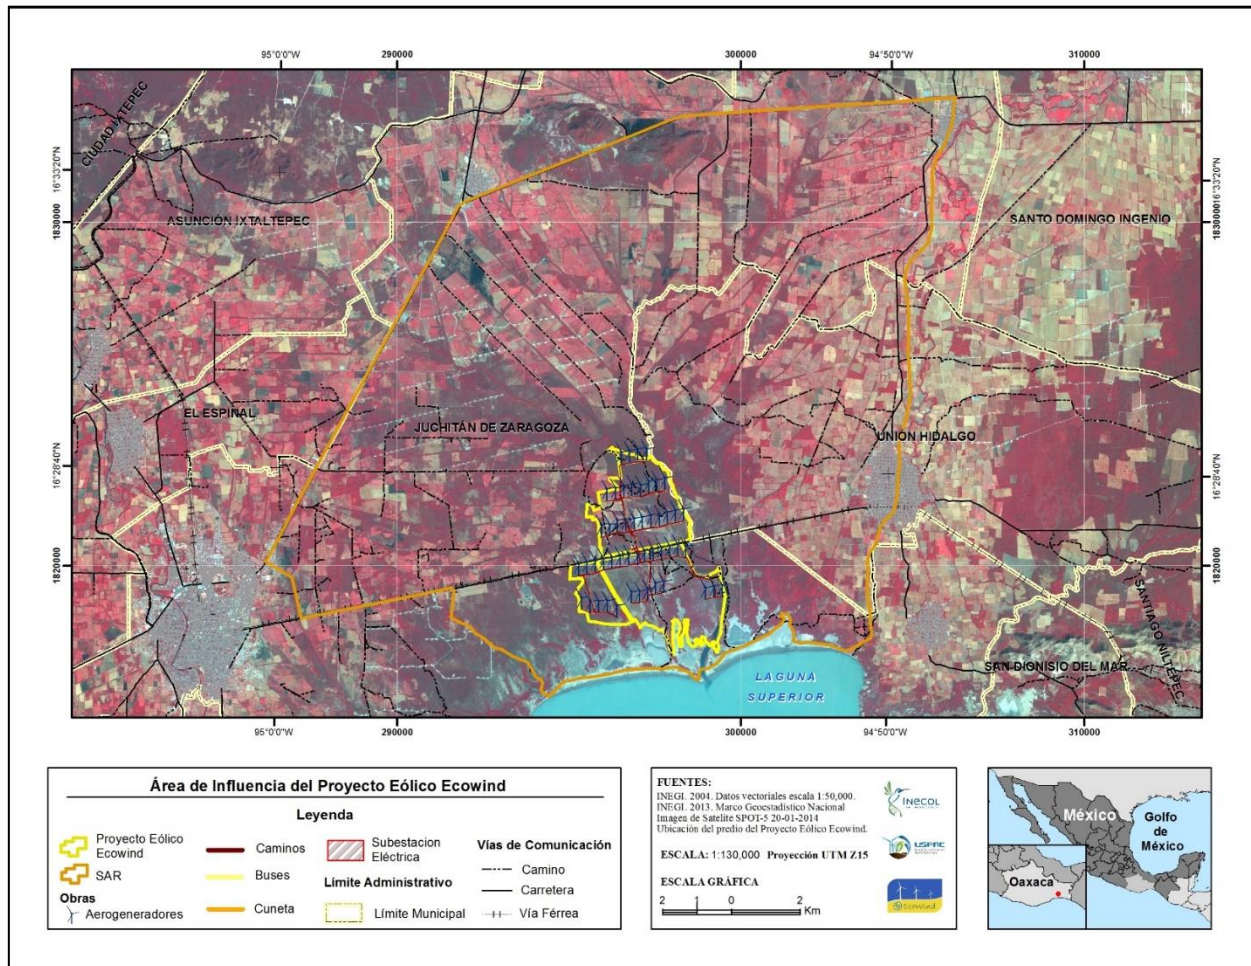 95°0'0"W
290000
300000
94°50'0"W
310000
CIUDAD IXTEPEC
16°33'20"N
16°33'20"N
ASUNCIÓN IXTALTEPEC
SANTO DOMINGO INGENIO
1830000
1830000
EL ESPINAL
JUCHITÁN DE ZARAGOZA
UNION HIDALGO
16°28'40"N
16°28'40"N
1820000
1820000
SANTIAGO NILTEPEC
SAN DIONISIO DEL MAR
LAGUNA
SUPERIOR
95°0'0"W
290000
300000
94°50'0"W
310000
Área de Influencia del Proyecto Eólico Ecowind
Leyenda
Proyecto Eólico
Ecowind
SAR
Obras
Aerogeneradores
Caminos
Buses
Cuneta
Subestacion
Eléctrica
Límite Administrativo
Límite Municipal
Vías de Comunicación
Camino
Carretera
Vía Férrea
FUENTES:
INEGI. 2004. Datos vectoriales escala 1:50,000.
INEGI. 2013. Marco Geoestadístico Nacional
Imagen de Satelite SPOT-5 20-01-2014
Ubicación del predio del Proyecto Eólico Ecowind.
ESCALA: 1:130,000 Proyección UTM Z15
ESCALA GRÁFICA
2 1 0 2
Km
INECOL
USPAE
Ecowind
México
Golfo
de
México
Oaxaca